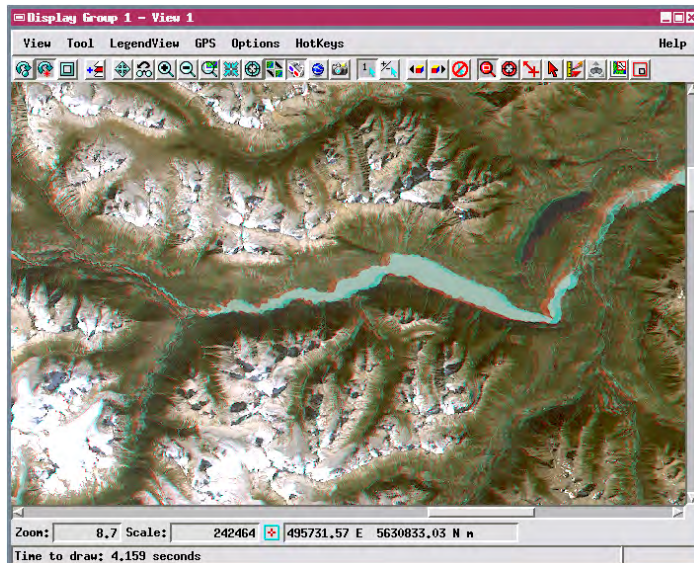 Display Group 1 - View 1
View Tool LegendView GPS Options HotKeys Help
Zoom: 8.7 Scale: 242464 495731.57 E 5630833.03 N m
Time to draw: 4.159 seconds